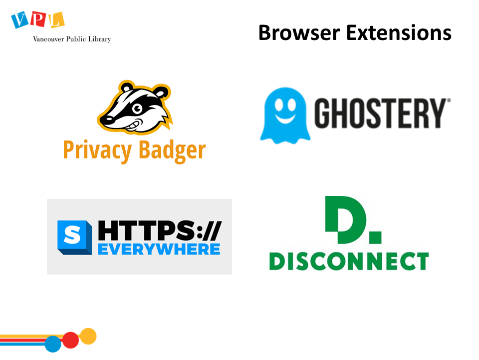 VPL
Vancouver Public Library
Browser Extensions
Privacy Badger
GHOSTERY®
S HTTPS://
EVERYWHERE
D.
DISCONNECT